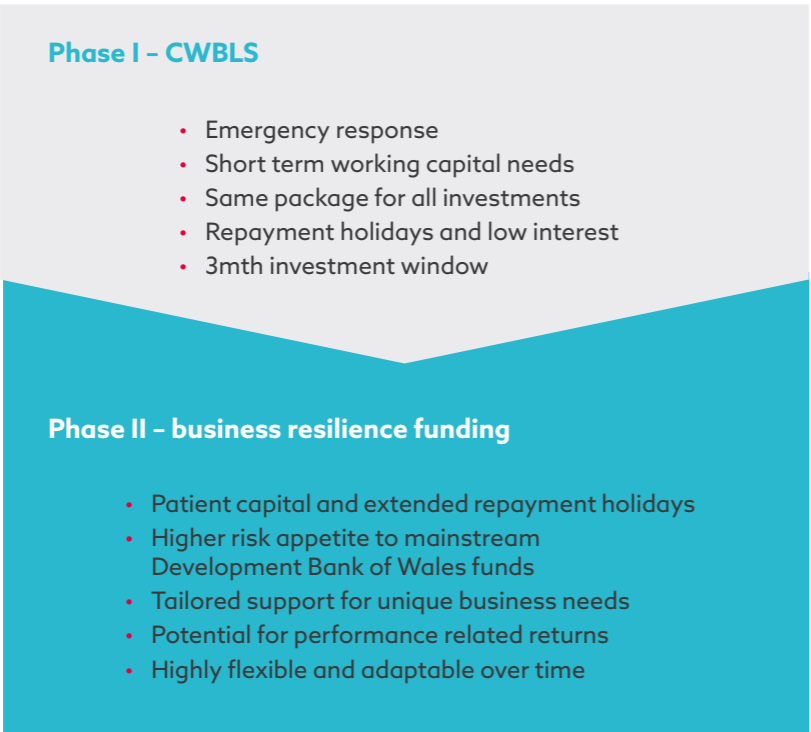 Phase I – CWBLS
• Emergency response
• Short term working capital needs
• Same package for all investments
• Repayment holidays and low interest
• 3mth investment window
Phase II – business resilience funding
• Patient capital and extended repayment holidays
• Higher risk appetite to mainstream
Development Bank of Wales funds
• Tailored support for unique business needs
• Potential for performance related returns
• Highly flexible and adaptable over time